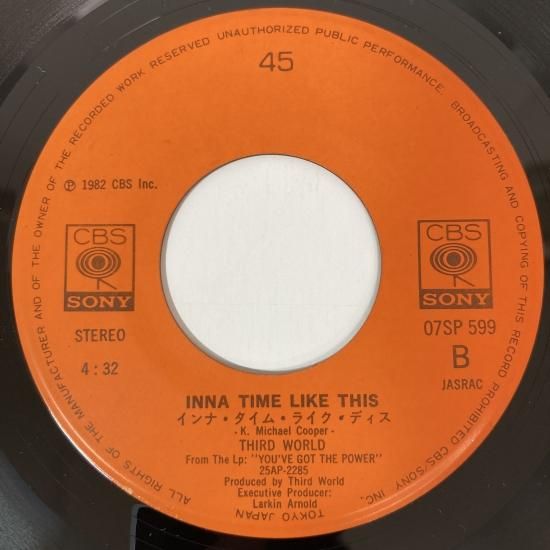 ALL RIGHTS OF THE MANUFACTURER AND OF THE OWNER OF THE RECORDED WORK RESERVED UNAUTHORIZED PUBLIC PERFORMANCE. BROADCASTING AND COPYING OF THIS RECORD PROHIBITED CBS/SONY INC.
TOKYO JAPAN
45
Ⓟ 1982 CBS Inc.
CBS
SONY
CBS
SONY
STEREO
4:32
07SP 599
B
JASRAC
INNA TIME LIKE THIS
インナ・タイム・ライク・ディス
- K. Michael Cooper -
THIRD WORLD
From The Lp: "YOU'VE GOT THE POWER"
25AP-2285
Produced by Third World
Executive Producer:
Larkin Arnold